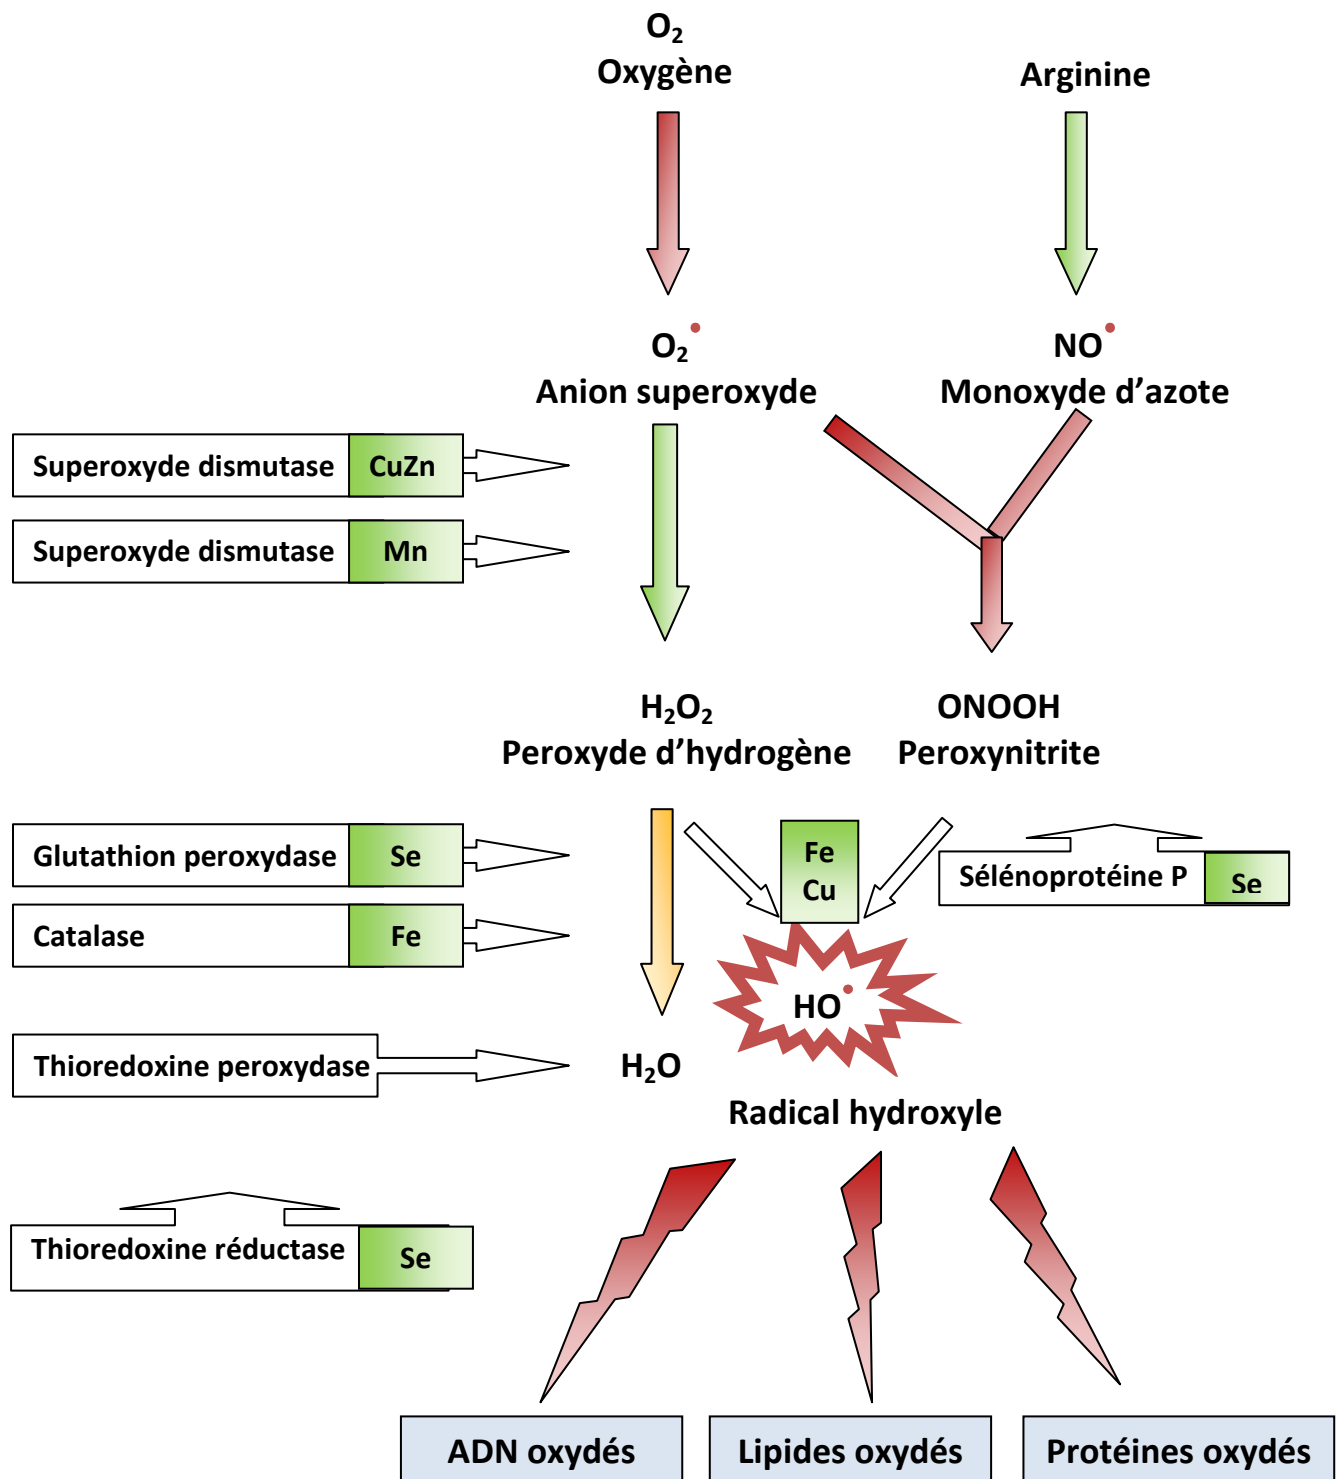 O₂
Oxygène
Arginine
O₂•
Anion superoxyde
NO•
Monoxyde d'azote
Superoxyde dismutase CuZn
Superoxyde dismutase Mn
H₂O₂
Peroxyde d'hydrogène
ONOOH
Peroxynitrite
Glutathion peroxydase Se
Fe
Cu
Sélénoprotéine P Se
Catalase Fe
HO•
Thioredoxine peroxydase
H₂O
Radical hydroxyle
Thioredoxine réductase Se
ADN oxydés
Lipides oxydés
Protéines oxydés